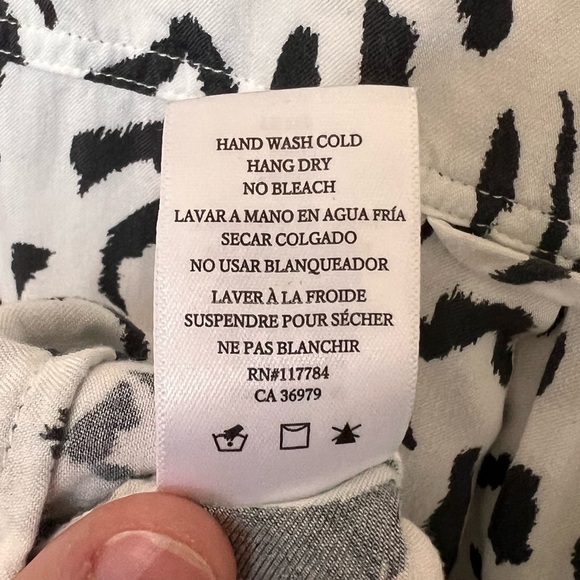 HAND WASH COLD
HANG DRY
NO BLEACH
LAVAR A MANO EN AGUA FRÍA
SECAR COLGADO
NO USAR BLANQUEADOR
LAVER À LA FROIDE
SUSPENDRE POUR SÉCHER
NE PAS BLANCHIR
RN#117784
CA 36979